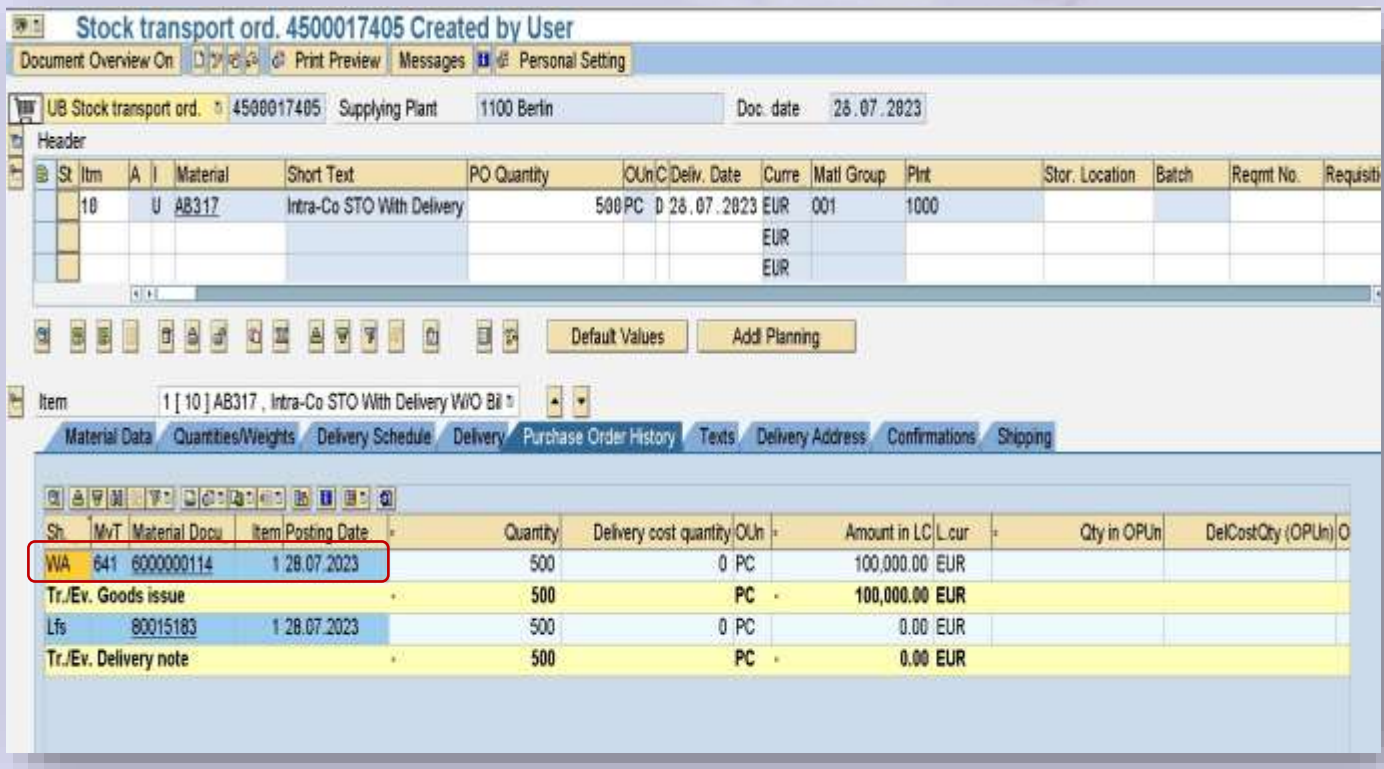 Stock transport ord. 4500017405 Created by User
Document Overview On Print Preview Messages Personal Setting
UB Stock transport ord. 4500017405 Supplying Plant 1100 Berlin Doc. date 28.07.2023
Header
St Itm A I Material Short Text PO Quantity OUn C Deliv. Date Curre Matl Group Plnt Stor. Location Batch Reqmt No. Requisiti
10 U AB317 Intra-Co STO With Delivery 500 PC D 28.07.2023 EUR 001 1000
EUR
EUR
Default Values Addl Planning
Item 1 [ 10 ] AB317 , Intra-Co STO With Delivery W/O Bil
Material Data Quantities/Weights Delivery Schedule Delivery Purchase Order History Texts Delivery Address Confirmations Shipping
Sh. MvT Material Docu Item Posting Date Quantity Delivery cost quantity OUn Amount in LC L.cur Qty in OPUn DelCostQty (OPUn) O
WA 641 6000000114 1 28.07.2023 500 0 PC 100,000.00 EUR
Tr./Ev. Goods issue 500 PC 100,000.00 EUR
Lfs 80015183 1 28.07.2023 500 0 PC 0.00 EUR
Tr./Ev. Delivery note 500 PC 0.00 EUR